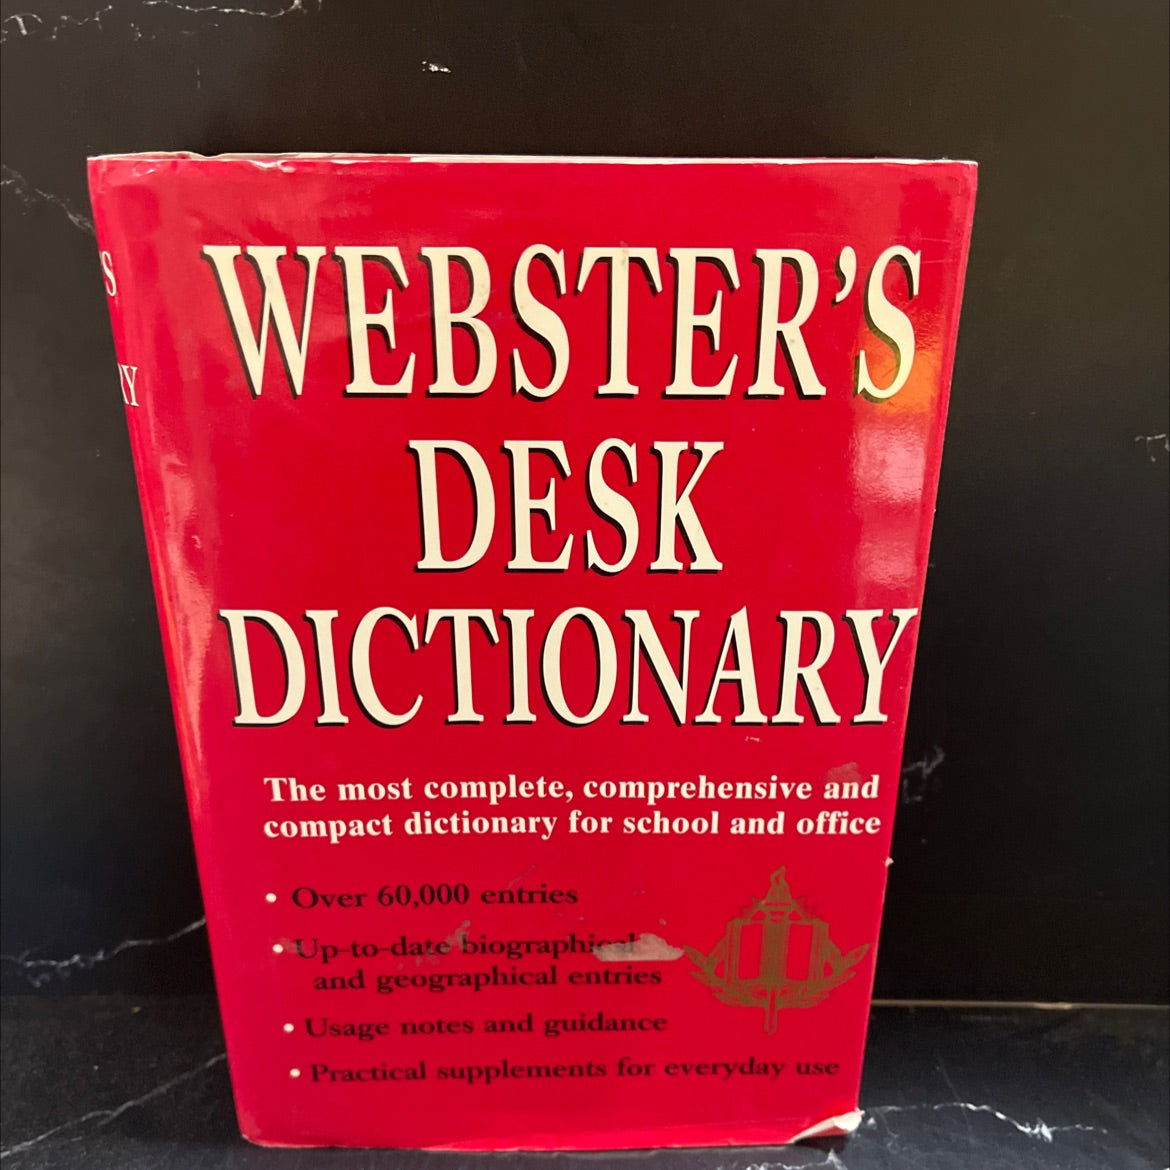 WEBSTER'S
DESK
DICTIONARY
The most complete, comprehensive and
compact dictionary for school and office
• Over 60,000 entries
• Up-to-date biographical
and geographical entries
• Usage notes and guidance
• Practical supplements for everyday use